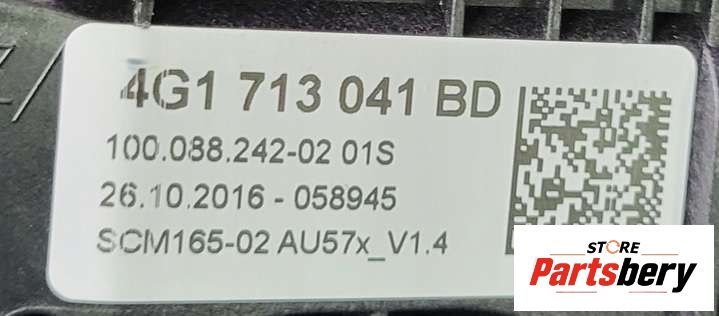 4G1 713 041 BD
100.088.242-02 01S
26.10.2016 - 058945
SCM165-02 AU57x_V1.4
STORE
Partsbery